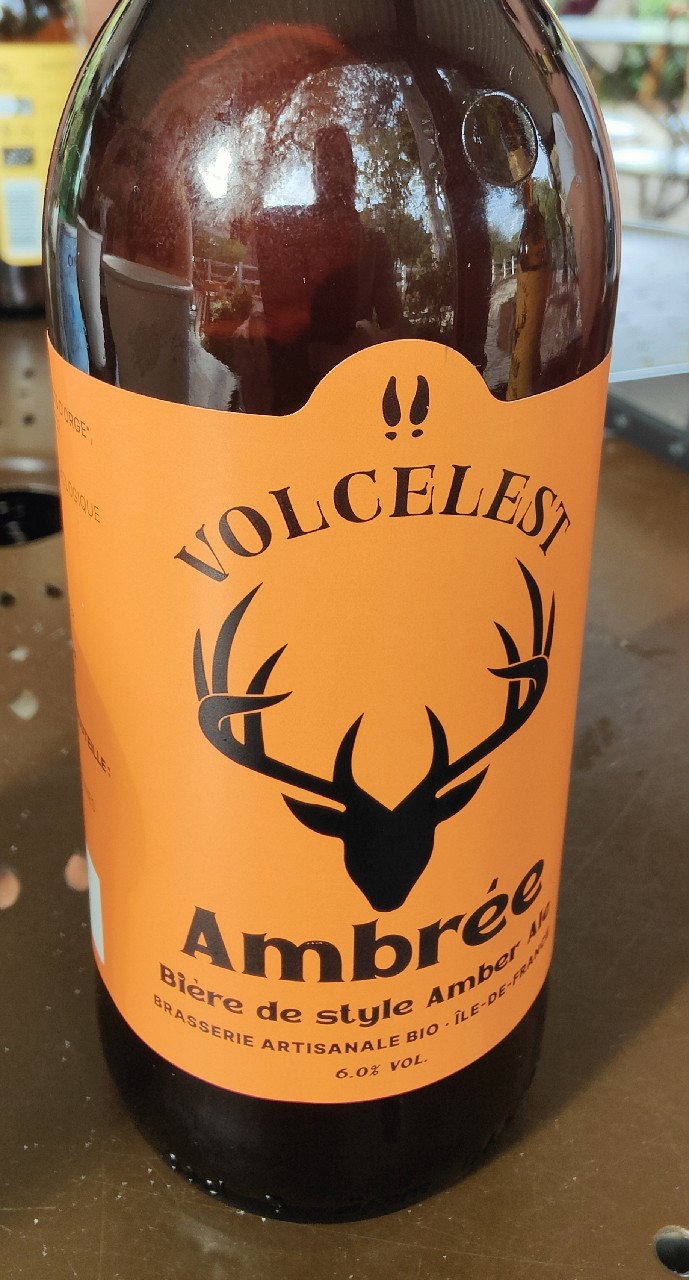 VOLCELEST
Ambrée
Bière de style Amber Ale
BRASSERIE ARTISANALE BIO · ÎLE-DE-FRANCE
6.0% VOL.